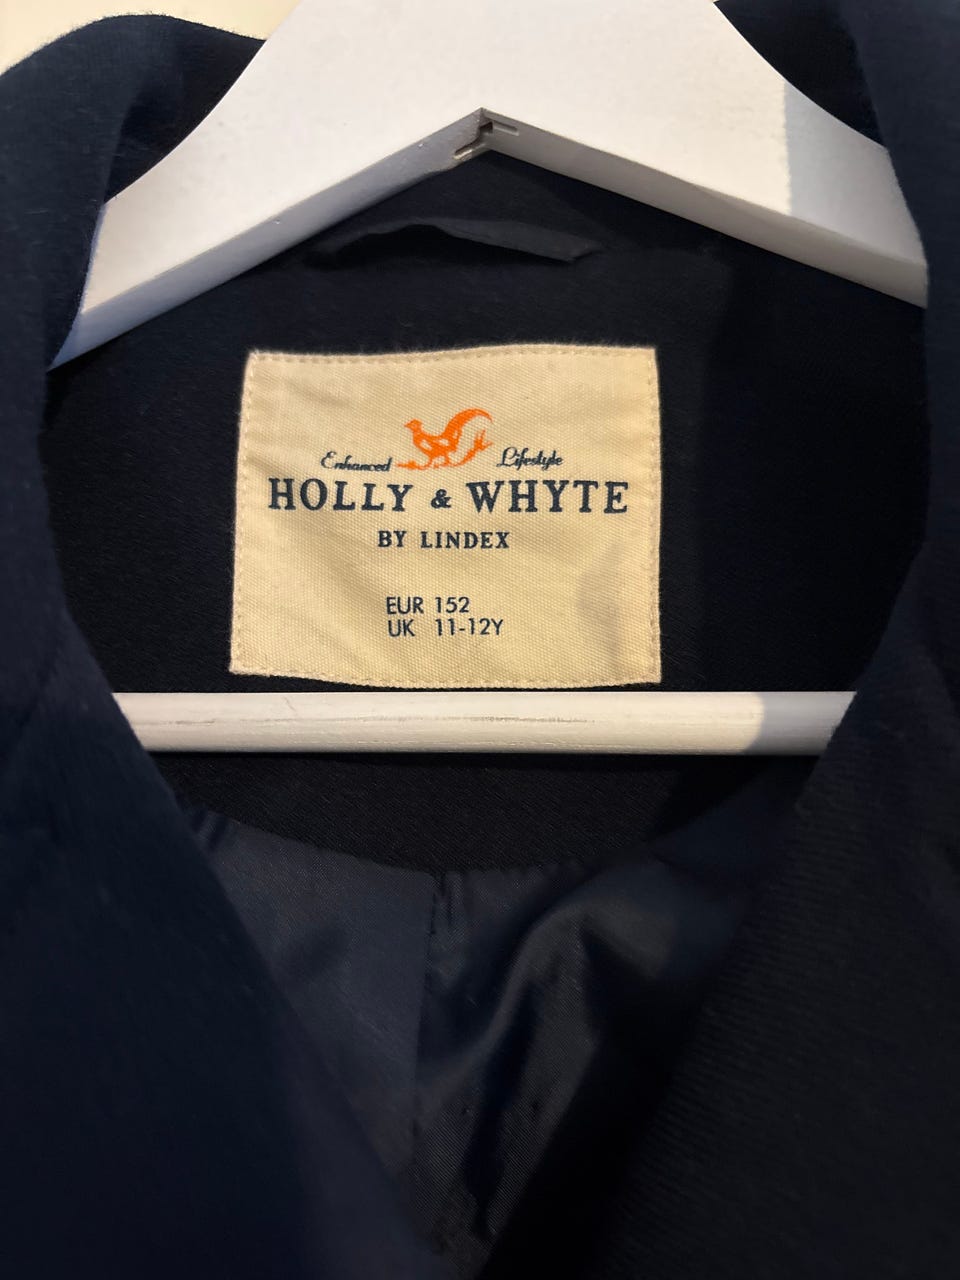 Enhanced Lifestyle
HOLLY & WHYTE
BY LINDEX
EUR 152
UK 11-12Y